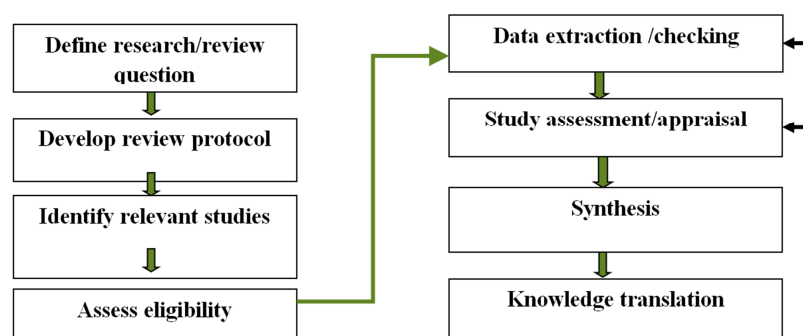 Define research/review
question
Develop review protocol
Identify relevant studies
Assess eligibility
Data extraction /checking
Study assessment/appraisal
Synthesis
Knowledge translation